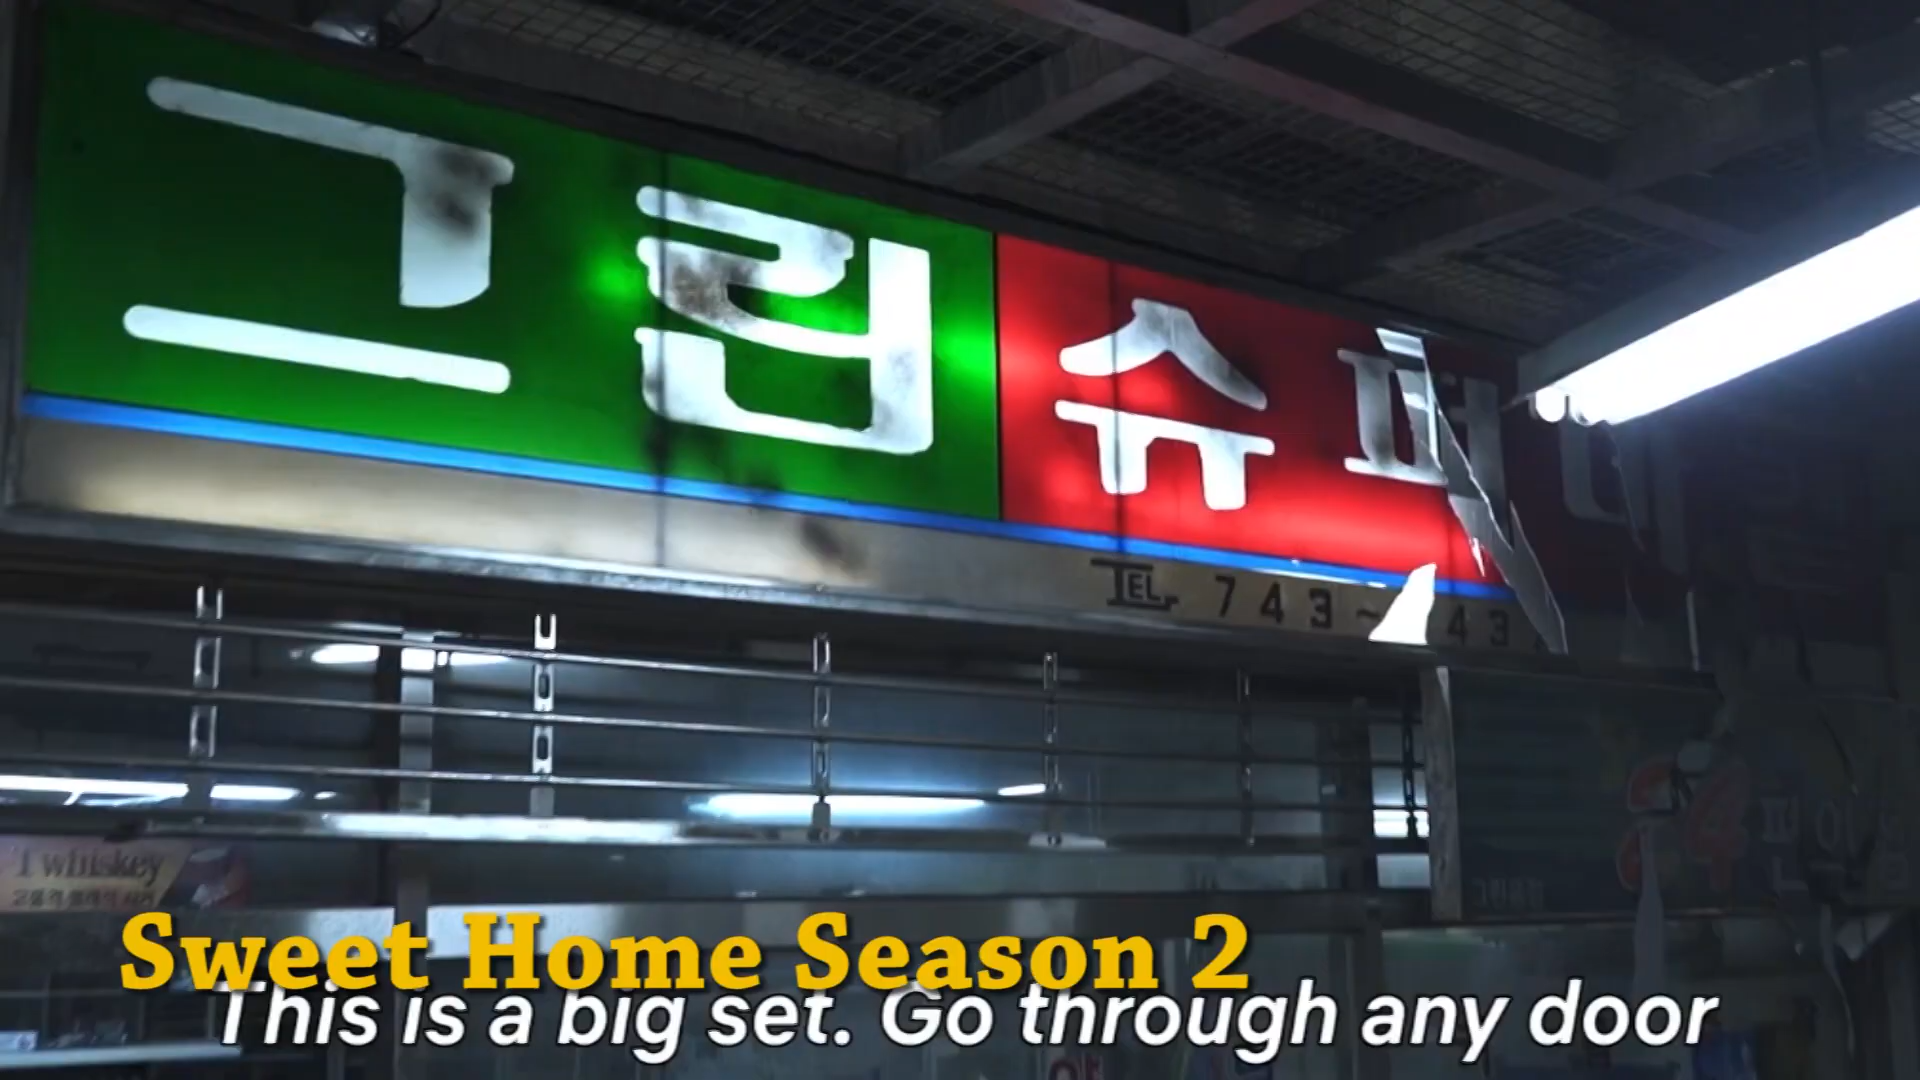 그린 슈퍼
TEL 743~
1 whiskey
Sweet Home Season 2
This is a big set. Go through any door